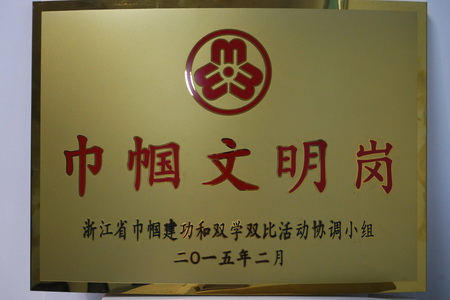 巾帼文明岗
浙江省巾帼建功和双学双比活动协调小组
二〇一五年二月